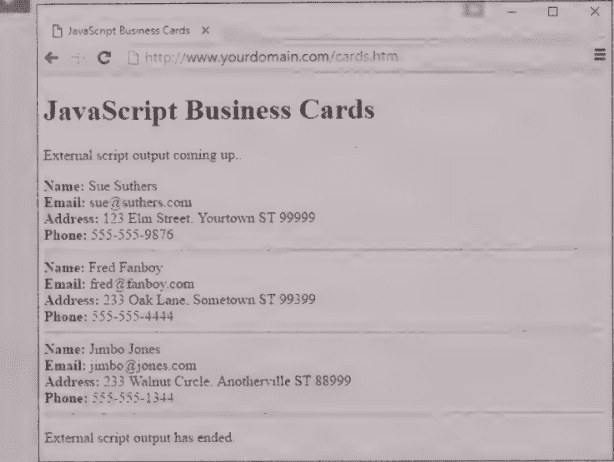 JavaScript Business Cards
http://www.yourdomain.com/cards.htm
JavaScript Business Cards
External script output coming up..
Name: Sue Suthers
Email: sue@suthers.com
Address: 123 Elm Street. Yourtown ST 99999
Phone: 555-555-9876
Name: Fred Fanboy
Email: fred@fanboy.com
Address: 233 Oak Lane. Sometown ST 99399
Phone: 555-555-4444
Name: Jimbo Jones
Email: jimbo@jones.com
Address: 233 Walnut Circle. Anotherville ST 88999
Phone: 555-555-1344
External script output has ended.